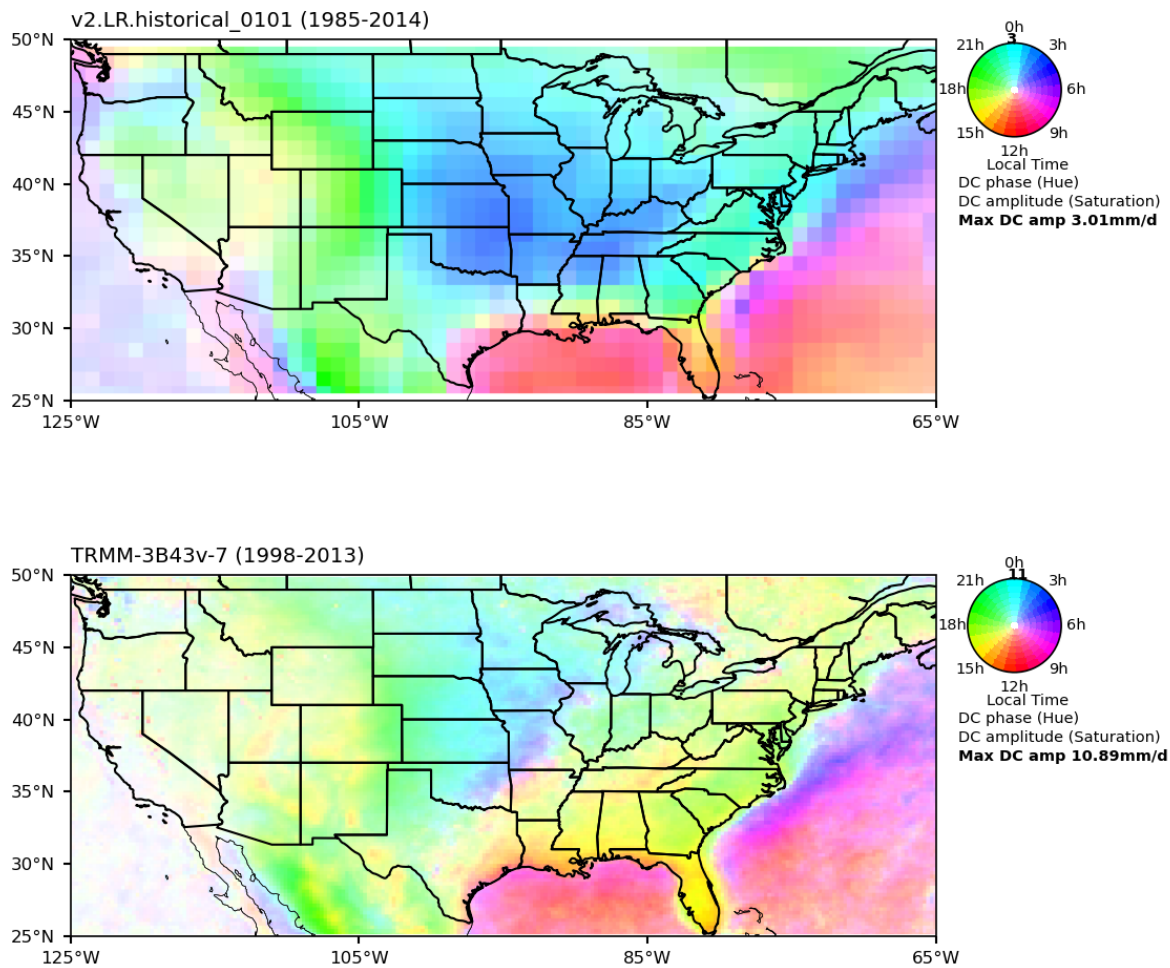 v2.LR.historical_0101 (1985-2014)
50°N
45°N
40°N
35°N
30°N
25°N
125°W
105°W
85°W
65°W
0h
3
21h
3h
18h
6h
15h
9h
12h
Local Time
DC phase (Hue)
DC amplitude (Saturation)
Max DC amp 3.01mm/d
TRMM-3B43v-7 (1998-2013)
50°N
45°N
40°N
35°N
30°N
25°N
125°W
105°W
85°W
65°W
0h
11
21h
3h
18h
6h
15h
9h
12h
Local Time
DC phase (Hue)
DC amplitude (Saturation)
Max DC amp 10.89mm/d